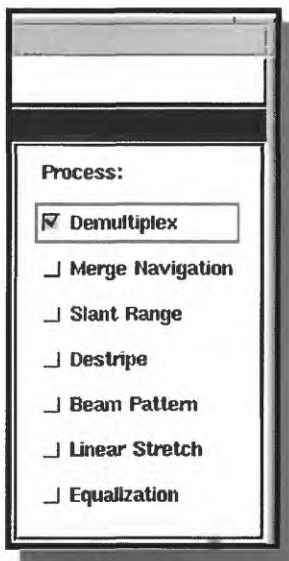 Process:
Demultiplex
Merge Navigation
Slant Range
Destripe
Beam Pattern
Linear Stretch
Equalization